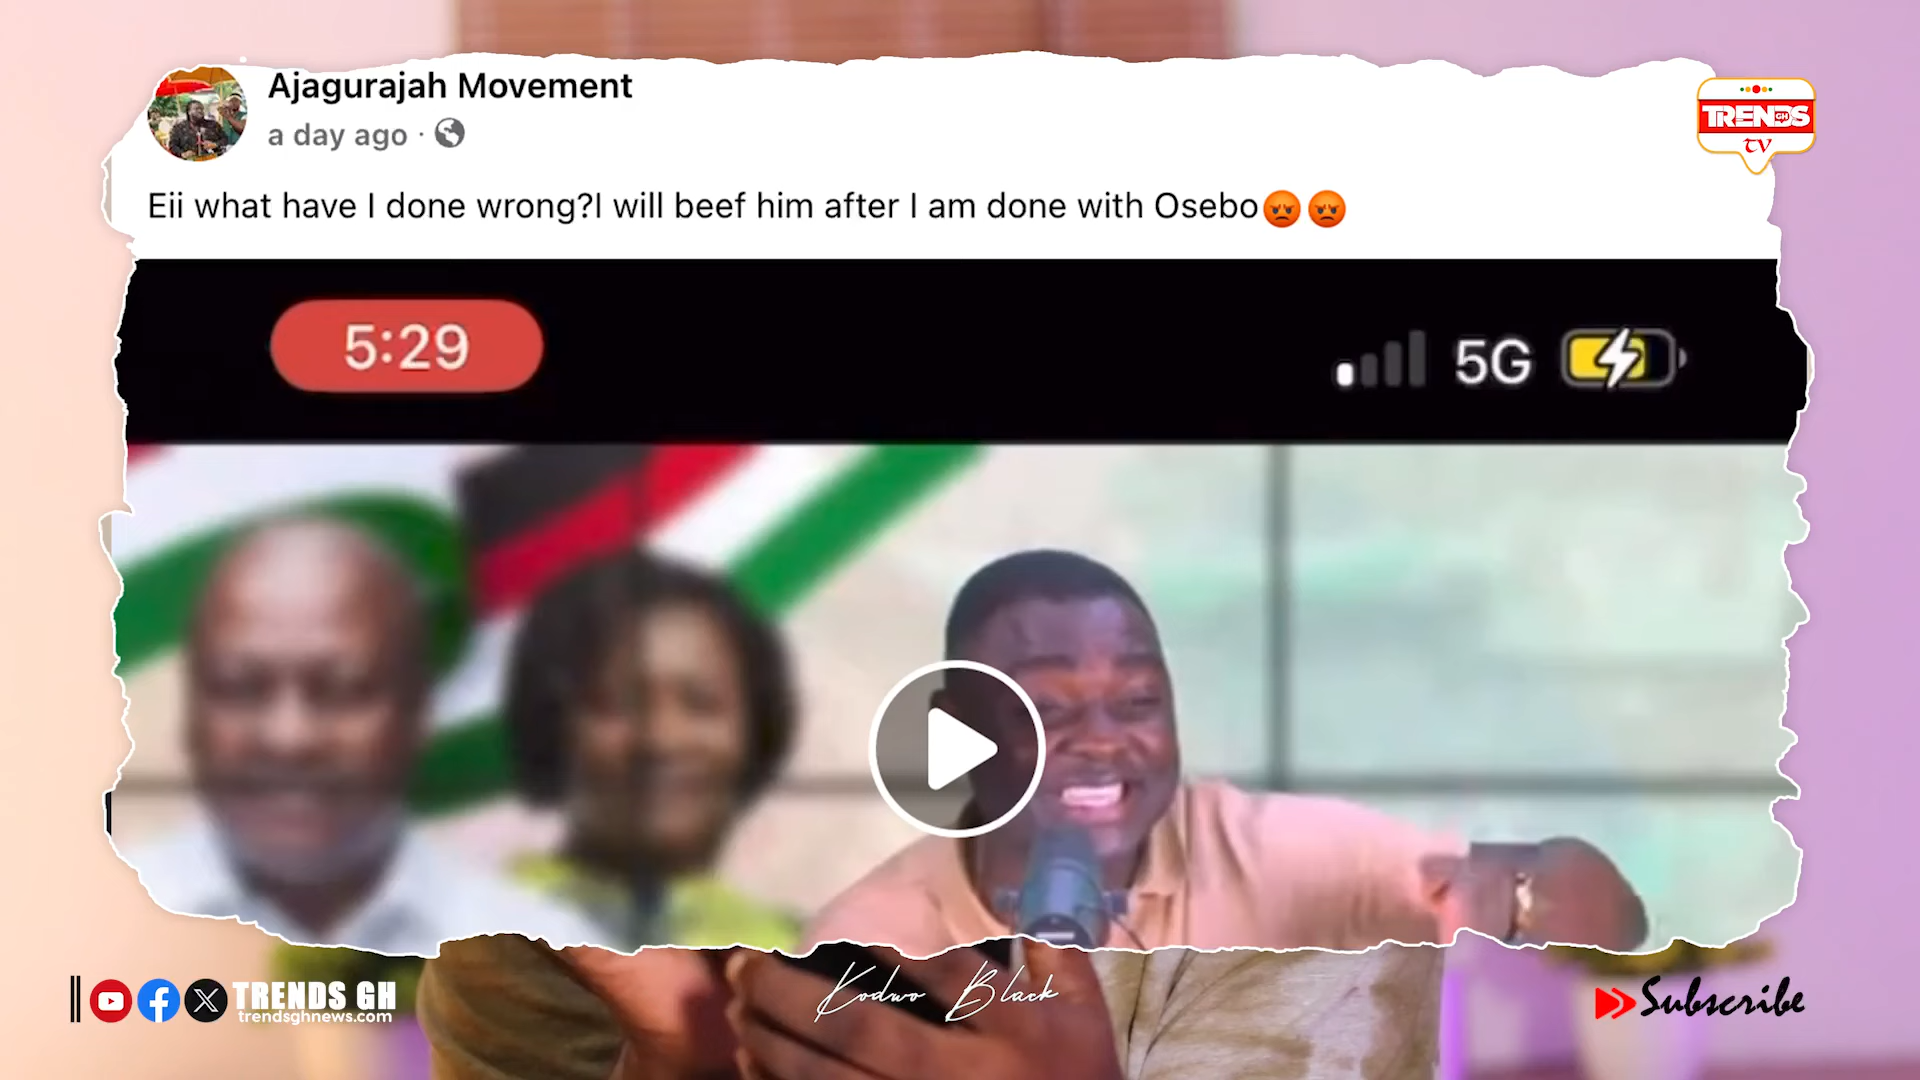 Ajagurajah Movement
a day ago ·
Eii what have I done wrong?I will beef him after I am done with Osebo😡😡
TRENDS
GH
TV
5:29
5G
Kodwo Black
TRENDS GH
trendsghnews.com
Subscribe